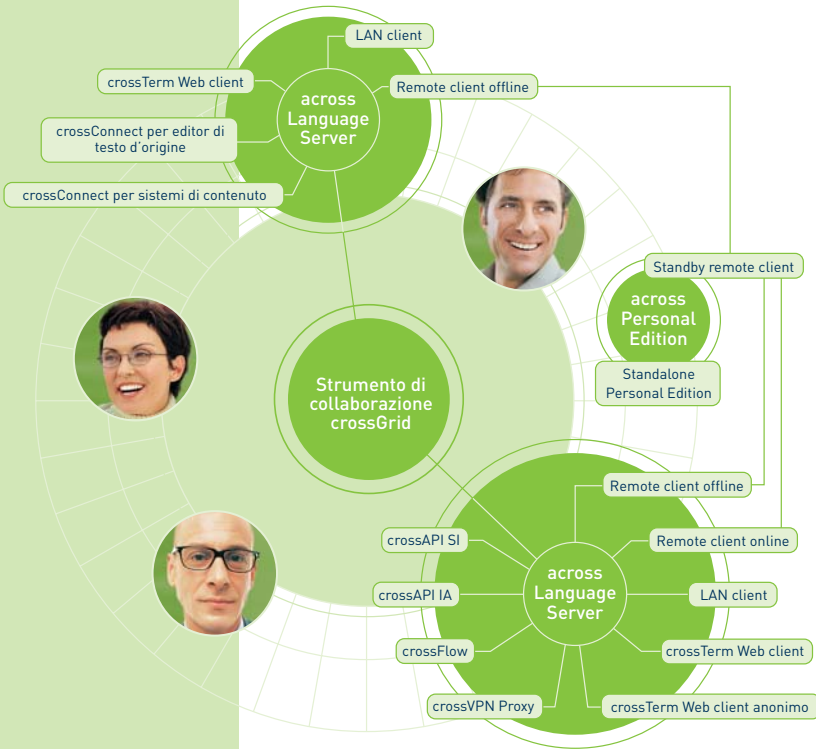 LAN client
crossTerm Web client
Remote client offline
across
Language
Server
crossConnect per editor di
testo d'origine
crossConnect per sistemi di contenuto
Standby remote client
across
Personal
Edition
Standalone
Personal Edition
Strumento di
collaborazione
crossGrid
Remote client offline
crossAPI SI
Remote client online
across
Language
Server
crossAPI IA
LAN client
crossFlow
crossTerm Web client
crossVPN Proxy
crossTerm Web client anonimo